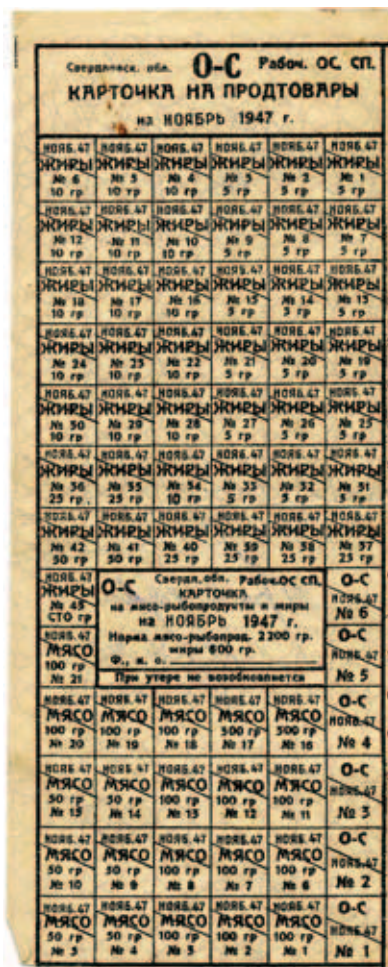 Свердловск. обл. О-С Рабоч. ОС. СП.
КАРТОЧКА НА ПРОДТОВАРЫ
на НОЯБРЬ 1947 г.
НОЯБ.47 НОЯБ.47 НОЯБ.47 НОЯБ.47 НОЯБ.47 НОЯБ.47
ЖИРЫ ЖИРЫ ЖИРЫ ЖИРЫ ЖИРЫ ЖИРЫ
№ 6 № 5 № 4 № 3 № 2 № 1
10 гр 10 гр 10 гр 5 гр 5 гр 5 гр
НОЯБ.47 НОЯБ.47 НОЯБ.47 НОЯБ.47 НОЯБ.47 НОЯБ.47
ЖИРЫ ЖИРЫ ЖИРЫ ЖИРЫ ЖИРЫ ЖИРЫ
№ 12 № 11 № 10 № 9 № 8 № 7
10 гр 10 гр 10 гр 5 гр 5 гр 5 гр
НОЯБ.47 НОЯБ.47 НОЯБ.47 НОЯБ.47 НОЯБ.47 НОЯБ.47
ЖИРЫ ЖИРЫ ЖИРЫ ЖИРЫ ЖИРЫ ЖИРЫ
№ 18 № 17 № 16 № 15 № 14 № 13
10 гр 10 гр 10 гр 5 гр 5 гр 5 гр
НОЯБ.47 НОЯБ.47 НОЯБ.47 НОЯБ.47 НОЯБ.47 НОЯБ.47
ЖИРЫ ЖИРЫ ЖИРЫ ЖИРЫ ЖИРЫ ЖИРЫ
№ 24 № 23 № 22 № 21 № 20 № 19
10 гр 10 гр 10 гр 5 гр 5 гр 5 гр
НОЯБ.47 НОЯБ.47 НОЯБ.47 НОЯБ.47 НОЯБ.47 НОЯБ.47
ЖИРЫ ЖИРЫ ЖИРЫ ЖИРЫ ЖИРЫ ЖИРЫ
№ 30 № 29 № 28 № 27 № 26 № 25
10 гр 10 гр 10 гр 5 гр 5 гр 5 гр
НОЯБ.47 НОЯБ.47 НОЯБ.47 НОЯБ.47 НОЯБ.47 НОЯБ.47
ЖИРЫ ЖИРЫ ЖИРЫ ЖИРЫ ЖИРЫ ЖИРЫ
№ 36 № 35 № 34 № 33 № 32 № 31
25 гр 25 гр 10 гр 5 гр 5 гр 5 гр
НОЯБ.47 НОЯБ.47 НОЯБ.47 НОЯБ.47 НОЯБ.47 НОЯБ.47
ЖИРЫ ЖИРЫ ЖИРЫ ЖИРЫ ЖИРЫ ЖИРЫ
№ 42 № 41 № 40 № 39 № 38 № 37
50 гр 50 гр 25 гр 25 гр 25 гр 25 гр
НОЯБ.47
ЖИРЫ
№ 43
СТО гр
НОЯБ.47
МЯСО
100 гр
№ 21
О-С Свердл. обл. Рабоч.ОС СП.
КАРТОЧКА
на мясо-рыбопродукты и жиры
на НОЯБРЬ 1947 г.
Норма мясо-рыбопрод. 2200 гр.
жиры 600 гр.
Ф., и. о.
При утере не возобновляется
О-С
НОЯБРЬ.47
№ 6
О-С
НОЯБРЬ.47
№ 5
НОЯБ.47 НОЯБ.47 НОЯБ.47 НОЯБ.47 НОЯБ.47 О-С
МЯСО МЯСО МЯСО МЯСО МЯСО НОЯБРЬ.47
100 гр 100 гр 100 гр 500 гр 500 гр
№ 20 № 19 № 18 № 17 № 16 № 4
НОЯБ.47 НОЯБ.47 НОЯБ.47 НОЯБ.47 НОЯБ.47 О-С
МЯСО МЯСО МЯСО МЯСО МЯСО НОЯБРЬ.47
50 гр 50 гр 100 гр 100 гр 100 гр
№ 15 № 14 № 13 № 12 № 11 № 3
НОЯБ.47 НОЯБ.47 НОЯБ.47 НОЯБ.47 НОЯБ.47 О-С
МЯСО МЯСО МЯСО МЯСО МЯСО НОЯБРЬ.47
50 гр 50 гр 100 гр 100 гр 100 гр
№ 10 № 9 № 8 № 7 № 6 № 2
НОЯБ.47 НОЯБ.47 НОЯБ.47 НОЯБ.47 НОЯБ.47 О-С
МЯСО МЯСО МЯСО МЯСО МЯСО НОЯБРЬ.47
50 гр 50 гр 100 гр 100 гр 100 гр
№ 5 № 4 № 3 № 2 № 1 № 1